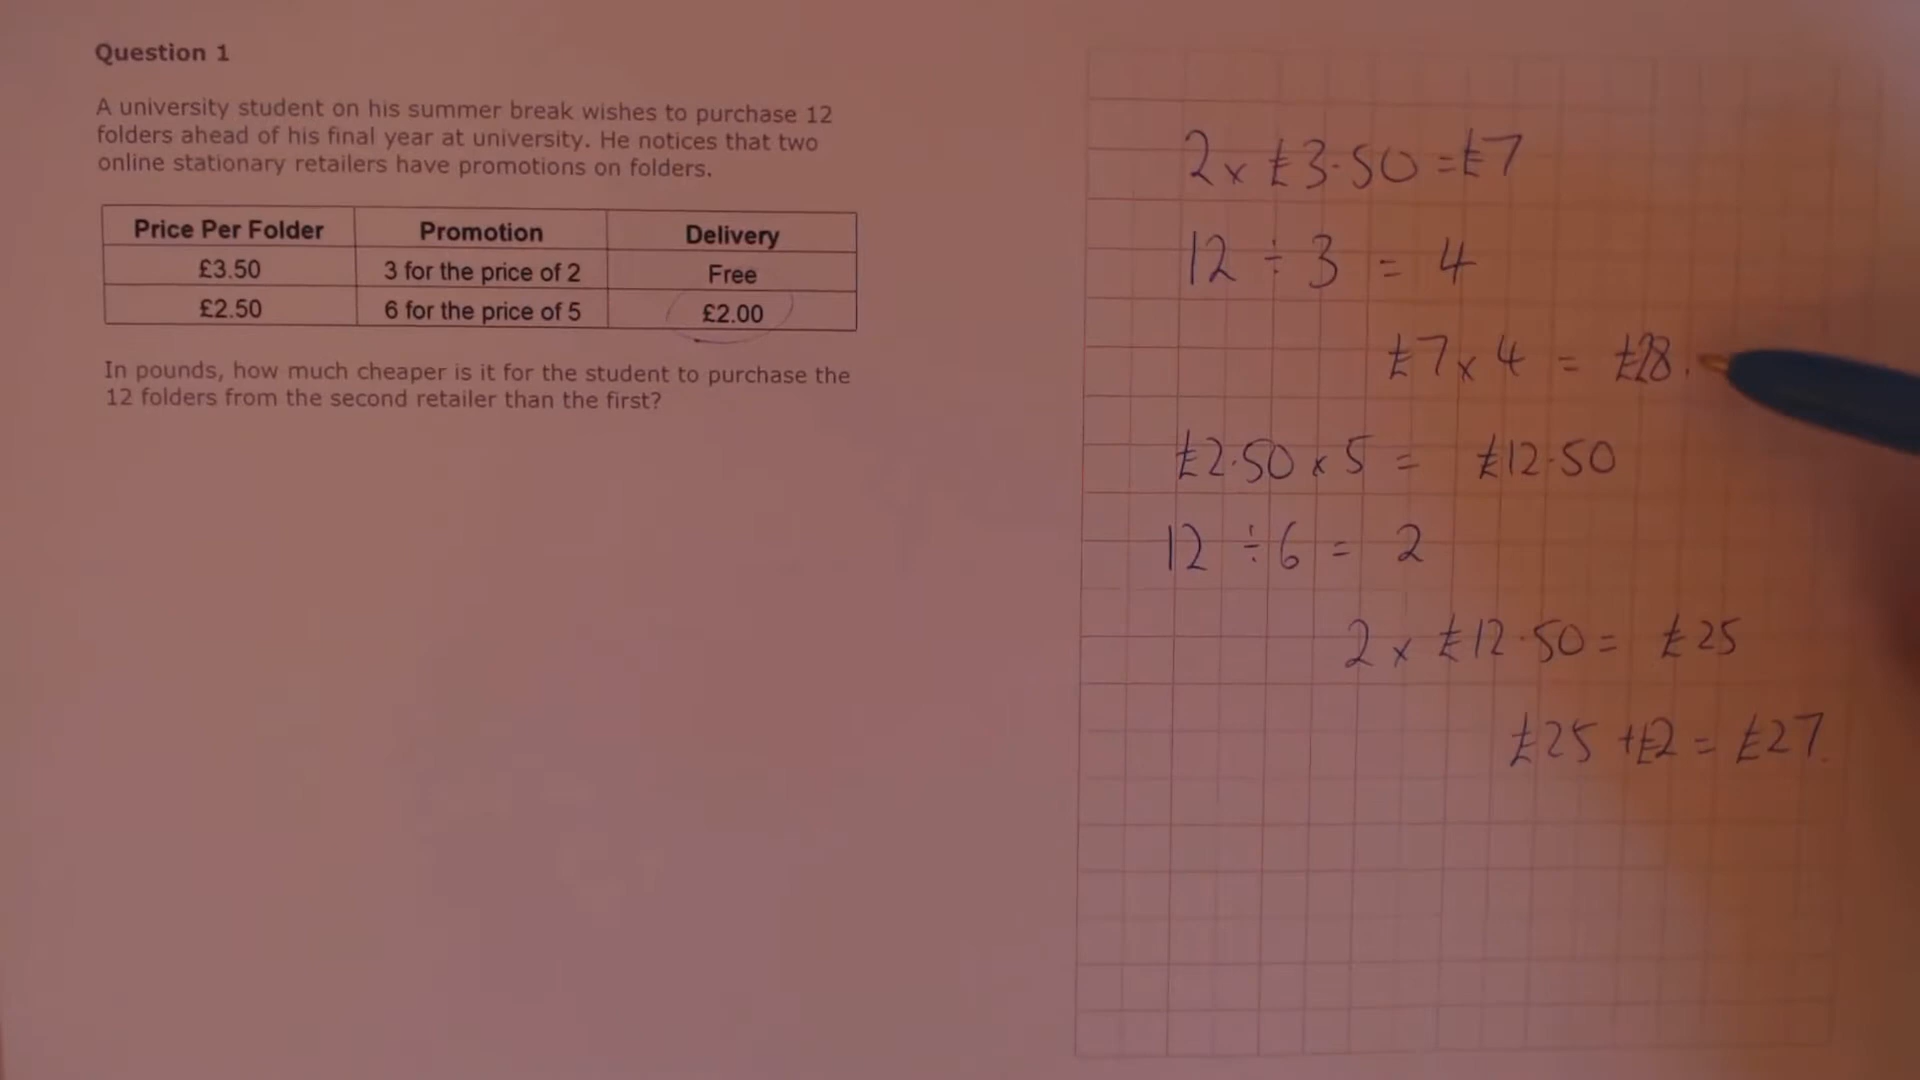 Question 1
A university student on his summer break wishes to purchase 12
folders ahead of his final year at university. He notices that two
online stationary retailers have promotions on folders.
Price Per Folder Promotion Delivery
£3.50 3 for the price of 2 Free
£2.50 6 for the price of 5 £2.00
In pounds, how much cheaper is it for the student to purchase the
12 folders from the second retailer than the first?
2 x £3.50 = £7
12 ÷ 3 = 4
£7 x 4 = £28.
£2.50 x 5 = £12.50
12 ÷ 6 = 2
2 x £12.50 = £25
£25 + £2 = £27.